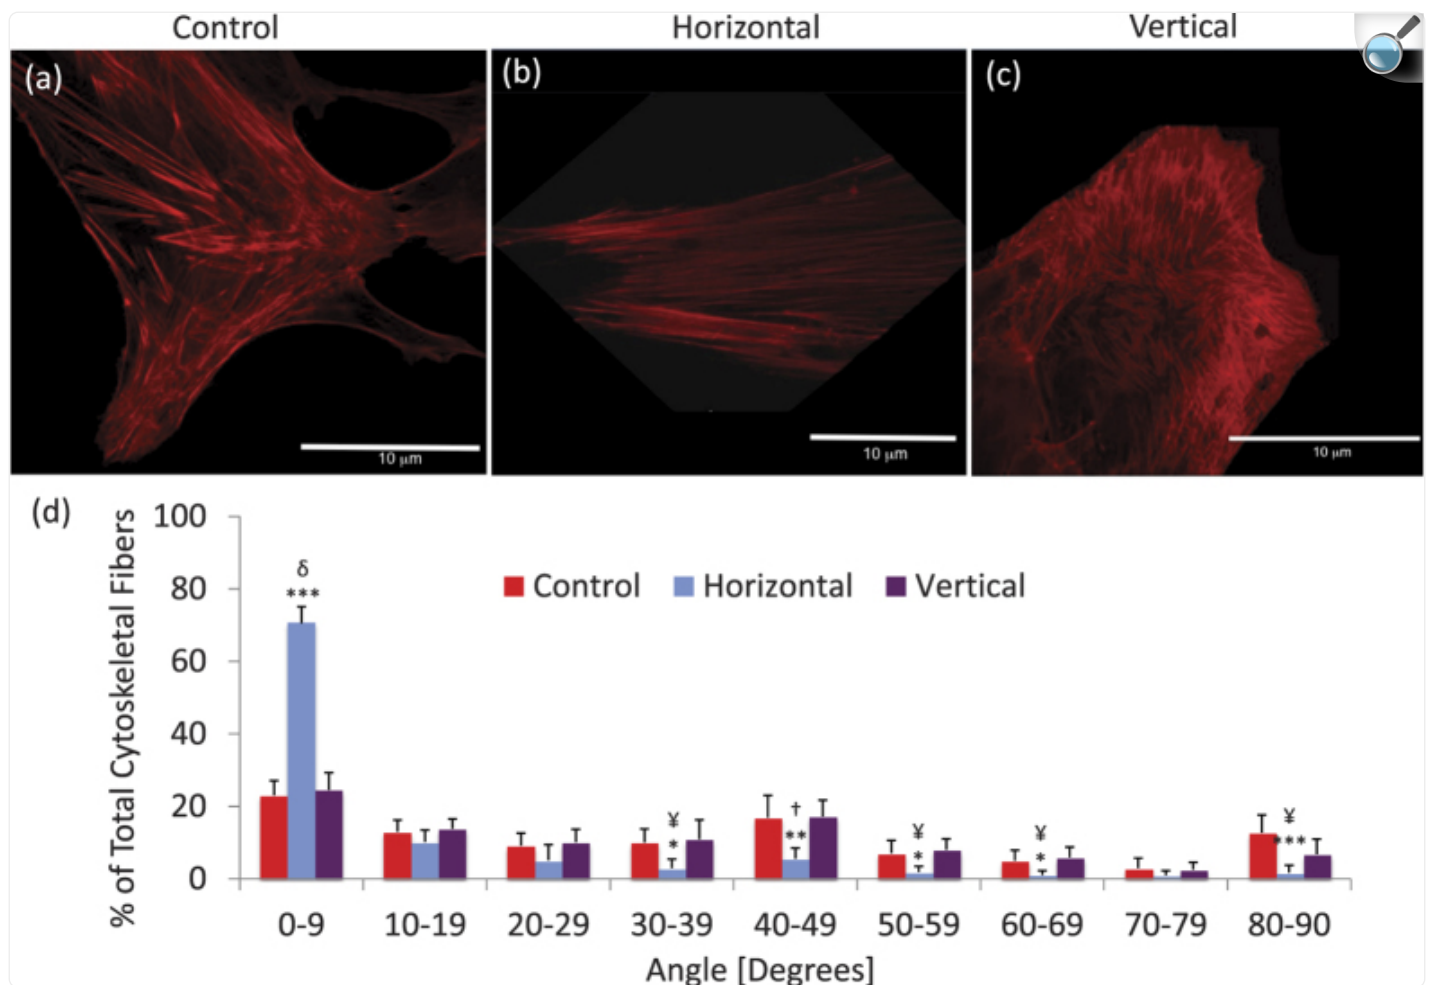 Control Horizontal Vertical
(a) (b) (c)
10 μm 10 μm 10 μm
(d)
% of Total Cytoskeletal Fibers
100
80
60
40
20
0
Control Horizontal Vertical
δ
***
¥
*
†
**
¥
*
¥
*
¥
***
0-9 10-19 20-29 30-39 40-49 50-59 60-69 70-79 80-90
Angle [Degrees]